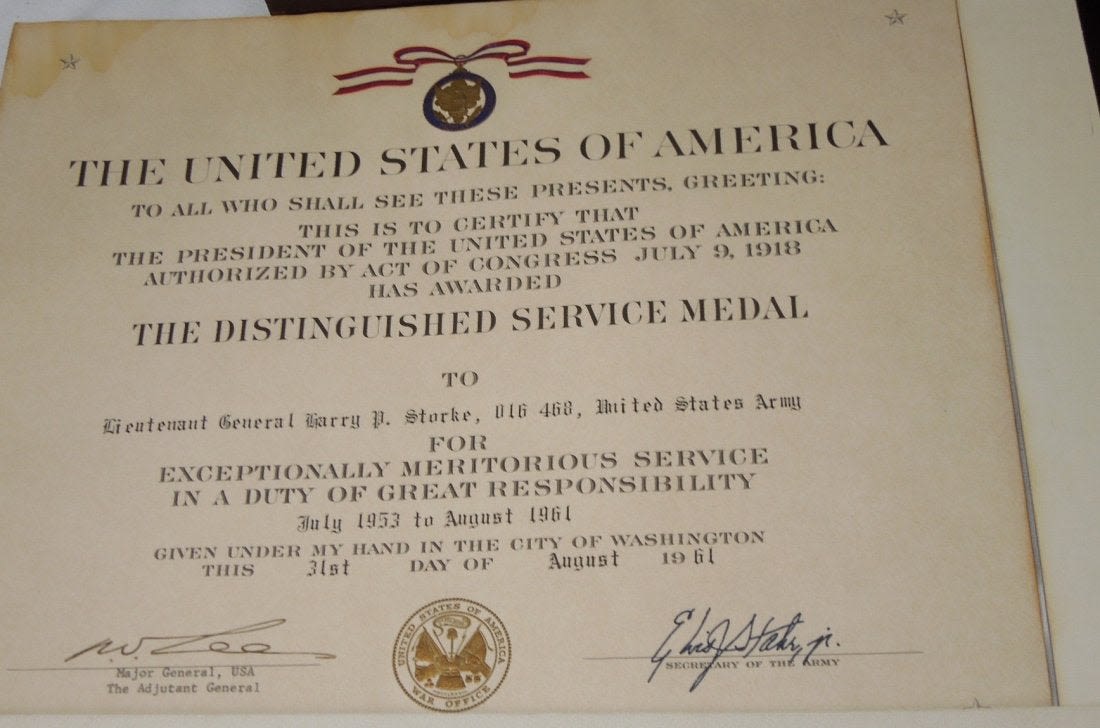 THE UNITED STATES OF AMERICA
TO ALL WHO SHALL SEE THESE PRESENTS, GREETING:
THIS IS TO CERTIFY THAT
THE PRESIDENT OF THE UNITED STATES OF AMERICA
AUTHORIZED BY ACT OF CONGRESS JULY 9, 1918
HAS AWARDED
THE DISTINGUISHED SERVICE MEDAL
TO
Lieutenant General Harry P. Storke, O16 468, United States Army
FOR
EXCEPTIONALLY MERITORIOUS SERVICE
IN A DUTY OF GREAT RESPONSIBILITY
July 1953 to August 1961
GIVEN UNDER MY HAND IN THE CITY OF WASHINGTON
THIS 31st DAY OF August 1961
UNITED STATES OF AMERICA
WAR OFFICE
Major General, USA
The Adjutant General
Elvis J. Stahr, jr.
SECRETARY OF THE ARMY